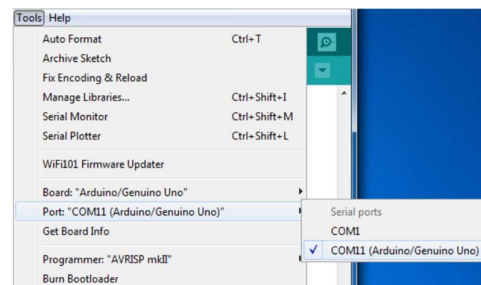 Tools Help
Auto Format Ctrl+T
Archive Sketch
Fix Encoding & Reload
Manage Libraries... Ctrl+Shift+I
Serial Monitor Ctrl+Shift+M
Serial Plotter Ctrl+Shift+L
WiFi101 Firmware Updater
Board: "Arduino/Genuino Uno"
Port: "COM11 (Arduino/Genuino Uno)"
Get Board Info
Programmer: "AVRISP mkII"
Burn Bootloader
Serial ports
COM1
COM11 (Arduino/Genuino Uno)